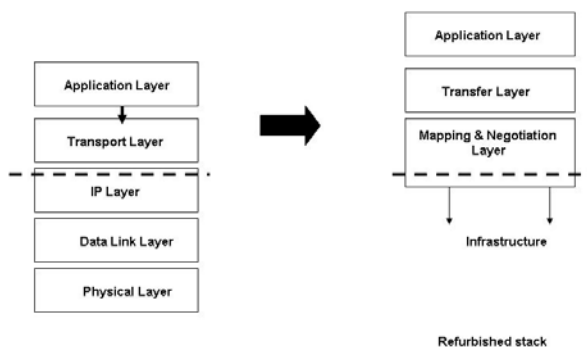 Application Layer
Transport Layer
IP Layer
Data Link Layer
Physical Layer
Application Layer
Transfer Layer
Mapping & Negotiation
Layer
Infrastructure
Refurbished stack